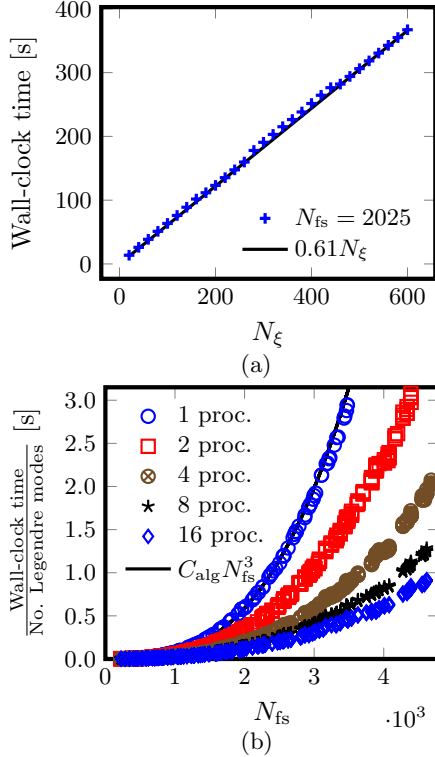 400
300
200
100
0
Wall-clock time [s]
N_fs = 2025
0.61N_ξ
0 200 400 600
N_ξ
(a)
3.0
2.5
2.0
1.5
1.0
0.5
0.0
Wall-clock time
No. Legendre modes
[s]
1 proc.
2 proc.
4 proc.
8 proc.
16 proc.
C_alg N_fs^3
0 1 2 3 4
N_fs
·10^3
(b)